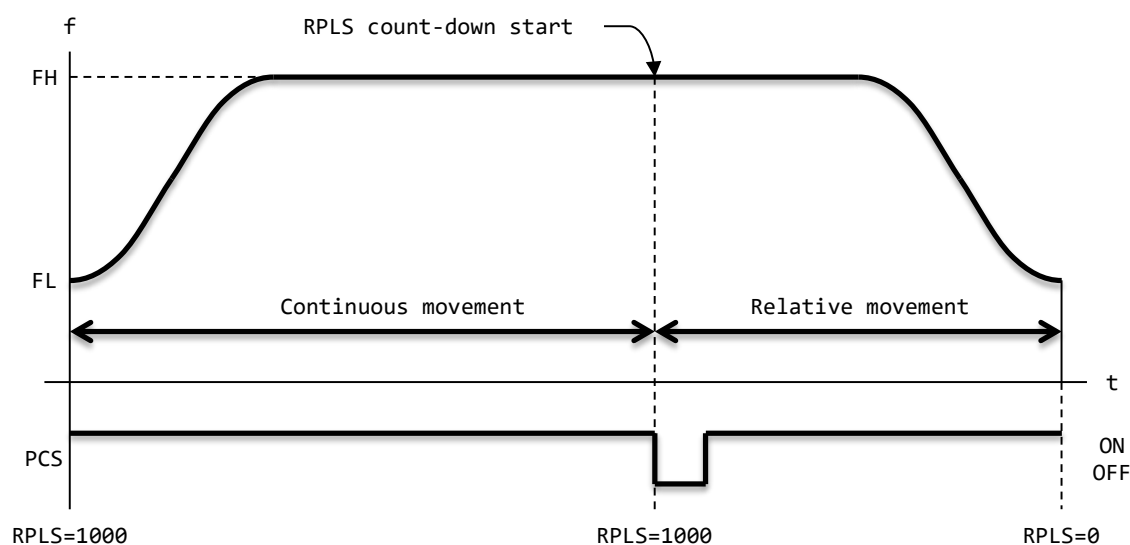 f
RPLS count-down start
FH
FL
Continuous movement
Relative movement
t
PCS
ON
OFF
RPLS=1000
RPLS=1000
RPLS=0